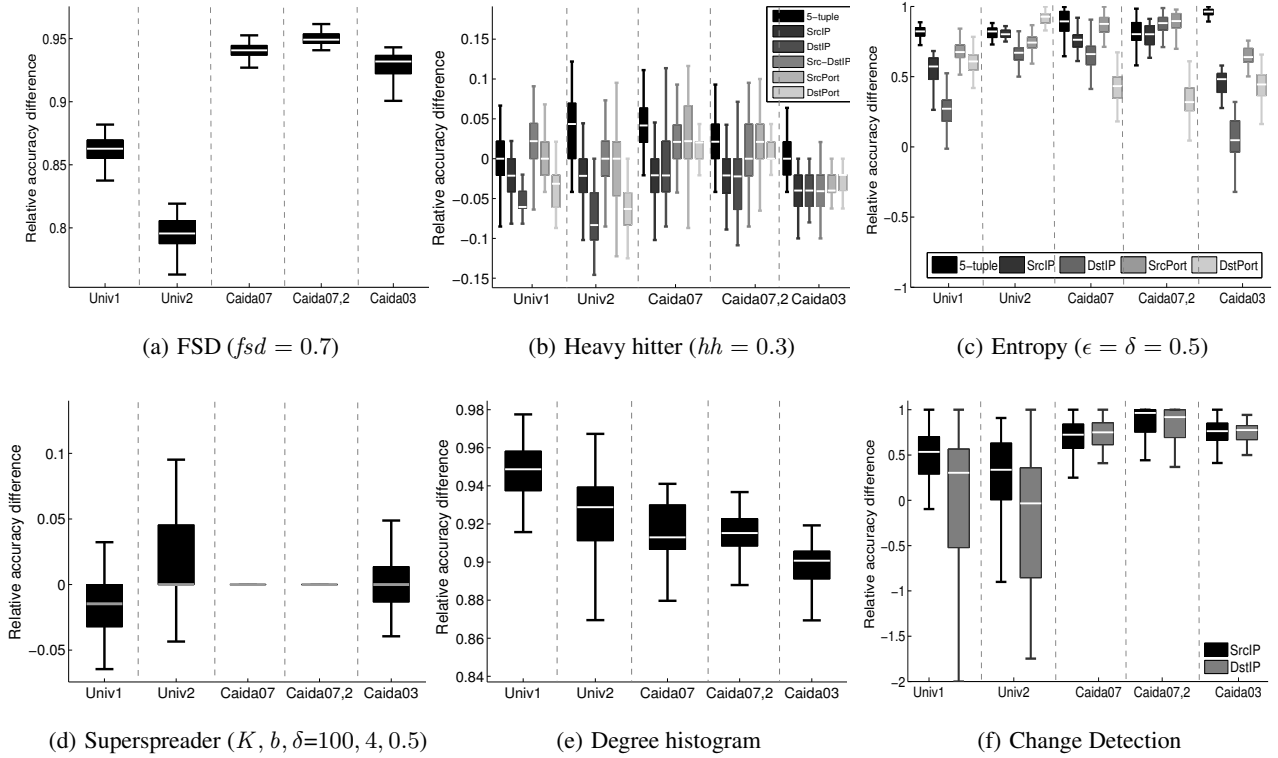 Relative accuracy difference
0.95
0.9
0.85
0.8
Univ1 Univ2 Caida07 Caida07,2 Caida03
(a) FSD (fsd = 0.7)
Relative accuracy difference
0.15
0.1
0.05
0
−0.05
−0.1
−0.15
5−tuple
SrcIP
DstIP
Src−DstIP
SrcPort
DstPort
Univ1 Univ2 Caida07 Caida07,2 Caida03
(b) Heavy hitter (hh = 0.3)
Relative accuracy difference
1
0.5
0
−0.5
−1
5−tuple SrcIP DstIP SrcPort DstPort
Univ1 Univ2 Caida07 Caida07,2 Caida03
(c) Entropy (ϵ = δ = 0.5)
Relative accuracy difference
0.1
0.05
0
−0.05
Univ1 Univ2 Caida07 Caida07,2 Caida03
(d) Superspreader (K, b, δ=100, 4, 0.5)
Relative accuracy difference
0.98
0.96
0.94
0.92
0.9
0.88
0.86
0.84
Univ1 Univ2 Caida07 Caida07,2 Caida03
(e) Degree histogram
Relative accuracy difference
1
0.5
0
−0.5
−1
−1.5
−2
SrcIP
DstIP
Univ1 Univ2 Caida07 Caida07,2 Caida03
(f) Change Detection